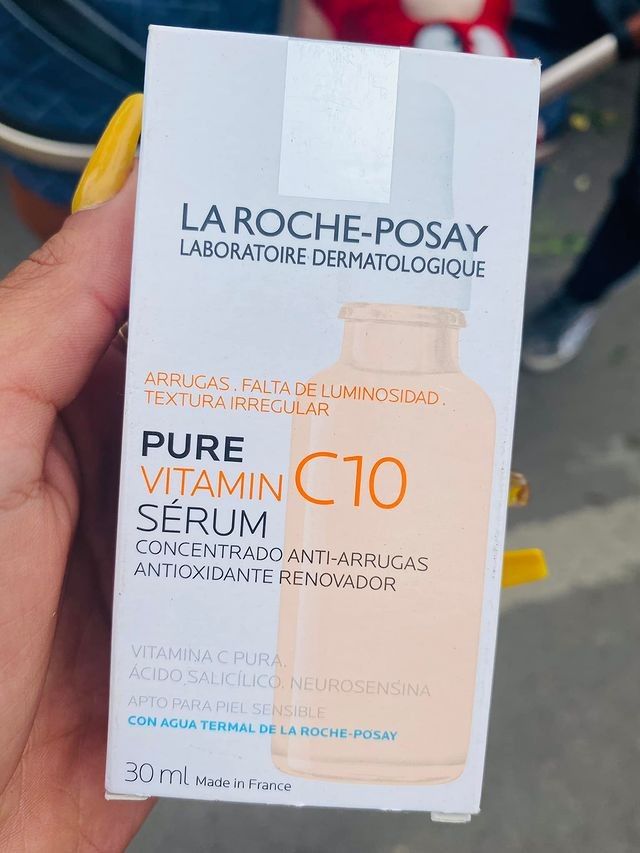 LA ROCHE-POSAY
LABORATOIRE DERMATOLOGIQUE
ARRUGAS . FALTA DE LUMINOSIDAD .
TEXTURA IRREGULAR
PURE
VITAMIN C10
SÉRUM
CONCENTRADO ANTI-ARRUGAS
ANTIOXIDANTE RENOVADOR
VITAMINA C PURA.
ÁCIDO SALICÍLICO. NEUROSENSINA
APTO PARA PIEL SENSIBLE
CON AGUA TERMAL DE LA ROCHE-POSAY
30 ml Made in France